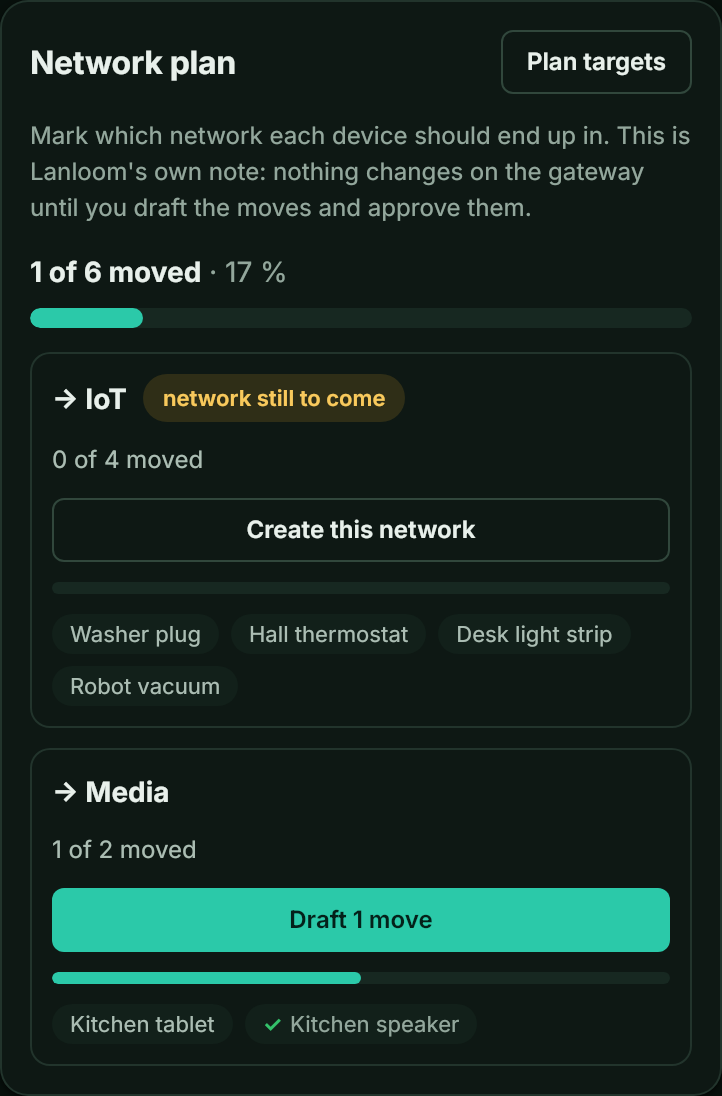 Network plan
Plan targets
Mark which network each device should end up in. This is
Lanloom's own note: nothing changes on the gateway
until you draft the moves and approve them.
1 of 6 moved · 17 %
→ IoT network still to come
0 of 4 moved
Create this network
Washer plug Hall thermostat Desk light strip
Robot vacuum
→ Media
1 of 2 moved
Draft 1 move
Kitchen tablet ✓ Kitchen speaker